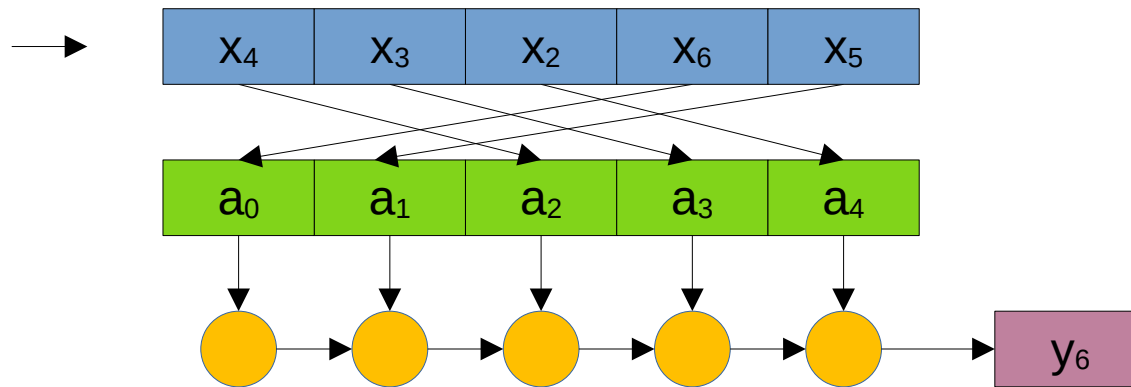 x₄ x₃ x₂ x₆ x₅
a₀ a₁ a₂ a₃ a₄
y₆